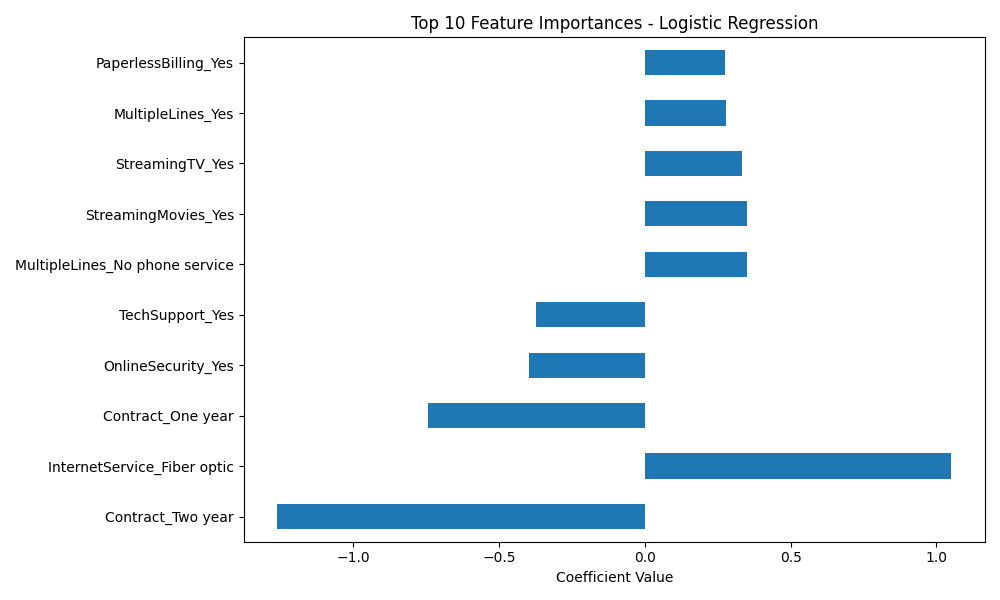 Top 10 Feature Importances - Logistic Regression
PaperlessBilling_Yes
MultipleLines_Yes
StreamingTV_Yes
StreamingMovies_Yes
MultipleLines_No phone service
TechSupport_Yes
OnlineSecurity_Yes
Contract_One year
InternetService_Fiber optic
Contract_Two year
−1.0 −0.5 0.0 0.5 1.0
Coefficient Value